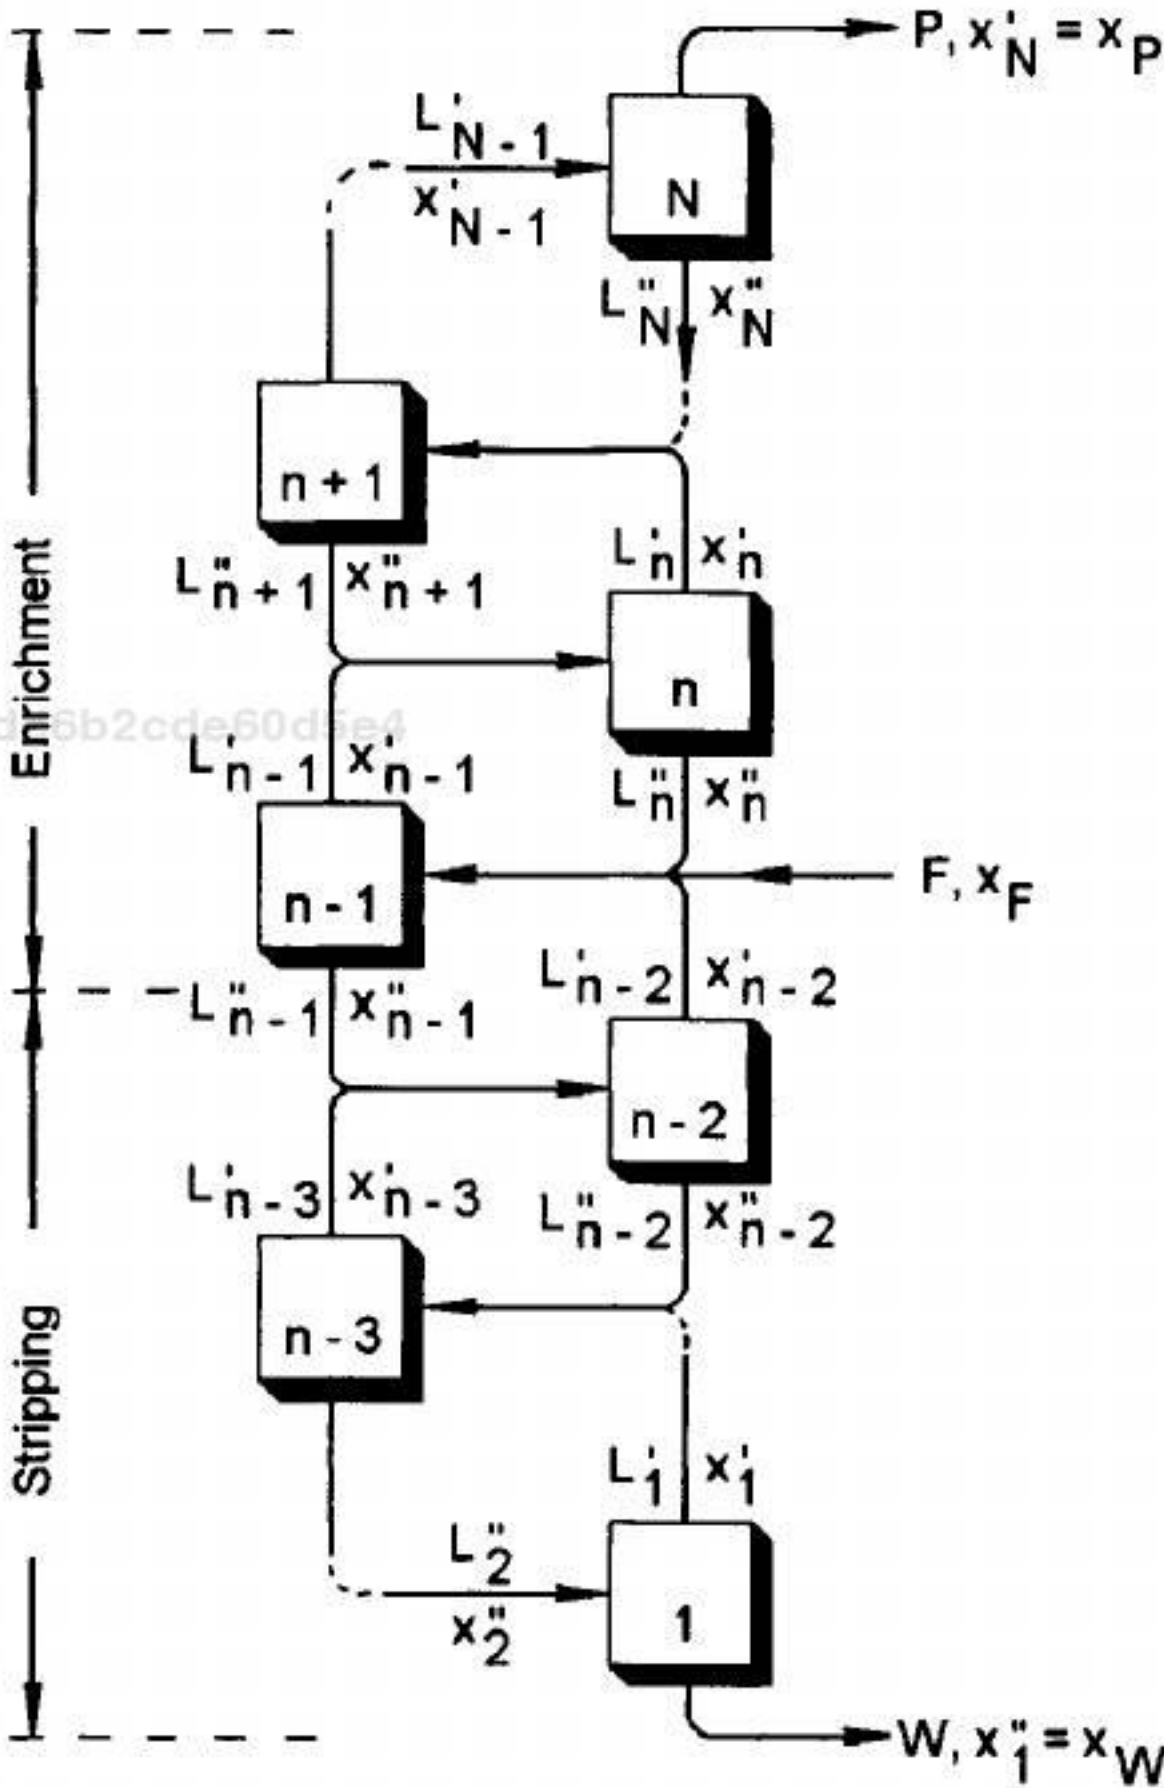 P, x'N = xP
L'N-1
x'N-1
N
L"N x"N
n + 1
L"n + 1 x"n + 1
L'n x'n
n
Enrichment
d16b2cde60d5e4
L'n-1 x'n-1
L"n x"n
n-1
F, xF
L'n-2 x'n-2
L"n-1 x"n-1
n-2
L'n-3 x'n-3
L"n-2 x"n-2
n-3
Stripping
L'1 x'1
L"2
x"2
1
W, x"1 = xW